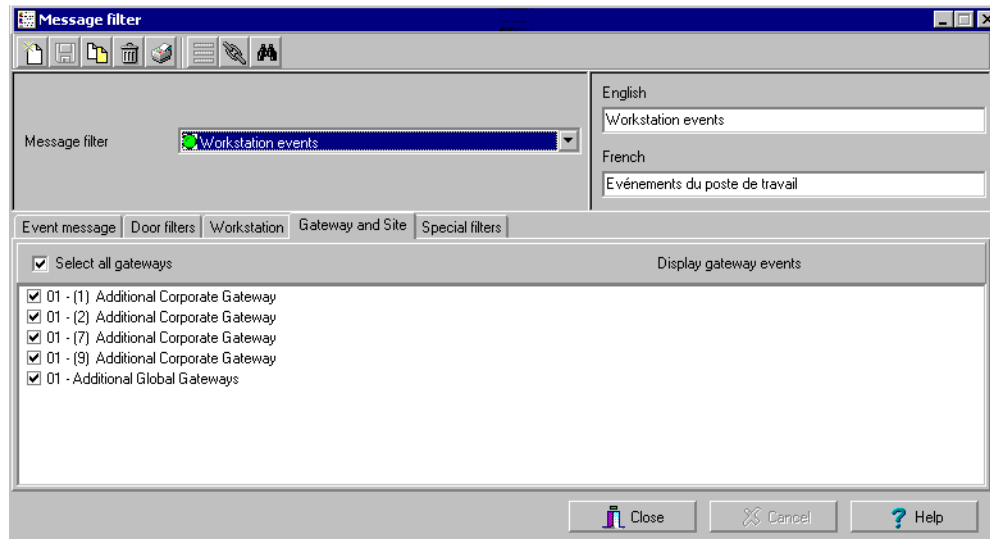 Message filter
English
Workstation events
Message filter
Workstation events
French
Evénements du poste de travail
Event message
Door filters
Workstation
Gateway and Site
Special filters
Select all gateways
Display gateway events
01 - (1) Additional Corporate Gateway
01 - (2) Additional Corporate Gateway
01 - (7) Additional Corporate Gateway
01 - (9) Additional Corporate Gateway
01 - Additional Global Gateways
Close
Cancel
Help